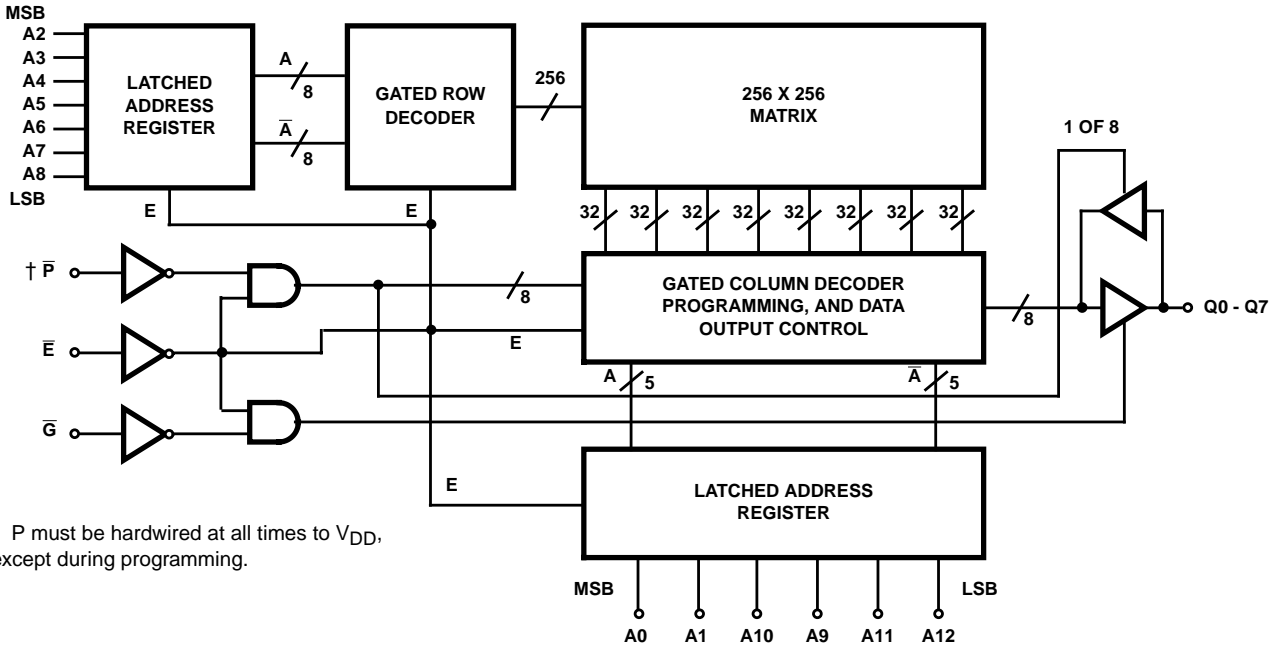 MSB
A2
A3
A4
A5
A6
A7
A8
LSB
LATCHED
ADDRESS
REGISTER
A
8
A̅
8
GATED ROW
DECODER
256
256 X 256
MATRIX
1 OF 8
E
E
32 32 32 32 32 32 32 32
† P̅
8
GATED COLUMN DECODER
PROGRAMMING, AND DATA
OUTPUT CONTROL
8
Q0 - Q7
E̅
E
A
5
A̅
5
G̅
E
LATCHED ADDRESS
REGISTER
P must be hardwired at all times to VDD,
except during programming.
MSB
LSB
A0 A1 A10 A9 A11 A12